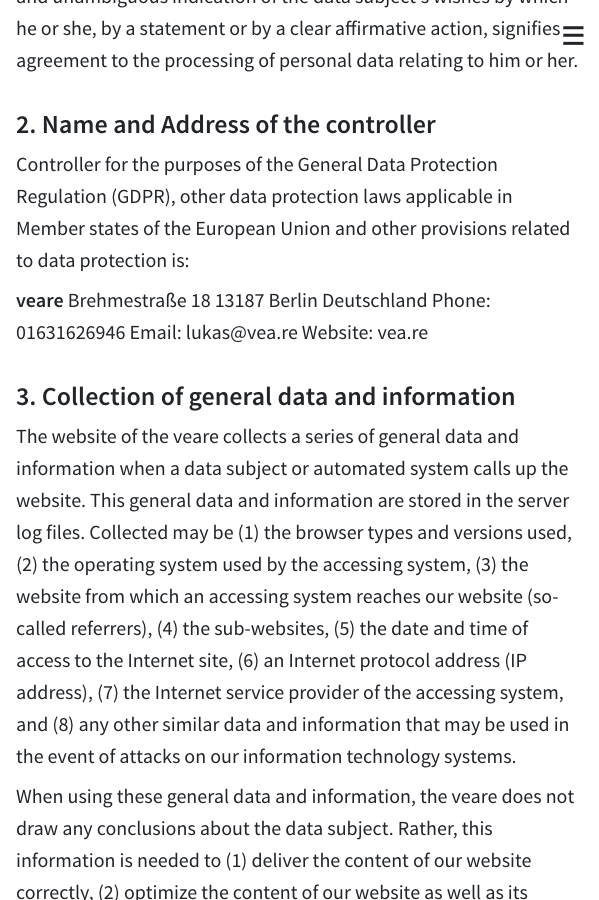 and unambiguous indication of the data subject's wishes by which
he or she, by a statement or by a clear affirmative action, signifies
agreement to the processing of personal data relating to him or her.
2. Name and Address of the controller
Controller for the purposes of the General Data Protection
Regulation (GDPR), other data protection laws applicable in
Member states of the European Union and other provisions related
to data protection is:
veare Brehmestraße 18 13187 Berlin Deutschland Phone:
01631626946 Email: lukas@vea.re Website: vea.re
3. Collection of general data and information
The website of the veare collects a series of general data and
information when a data subject or automated system calls up the
website. This general data and information are stored in the server
log files. Collected may be (1) the browser types and versions used,
(2) the operating system used by the accessing system, (3) the
website from which an accessing system reaches our website (so-
called referrers), (4) the sub-websites, (5) the date and time of
access to the Internet site, (6) an Internet protocol address (IP
address), (7) the Internet service provider of the accessing system,
and (8) any other similar data and information that may be used in
the event of attacks on our information technology systems.
When using these general data and information, the veare does not
draw any conclusions about the data subject. Rather, this
information is needed to (1) deliver the content of our website
correctly, (2) optimize the content of our website as well as its